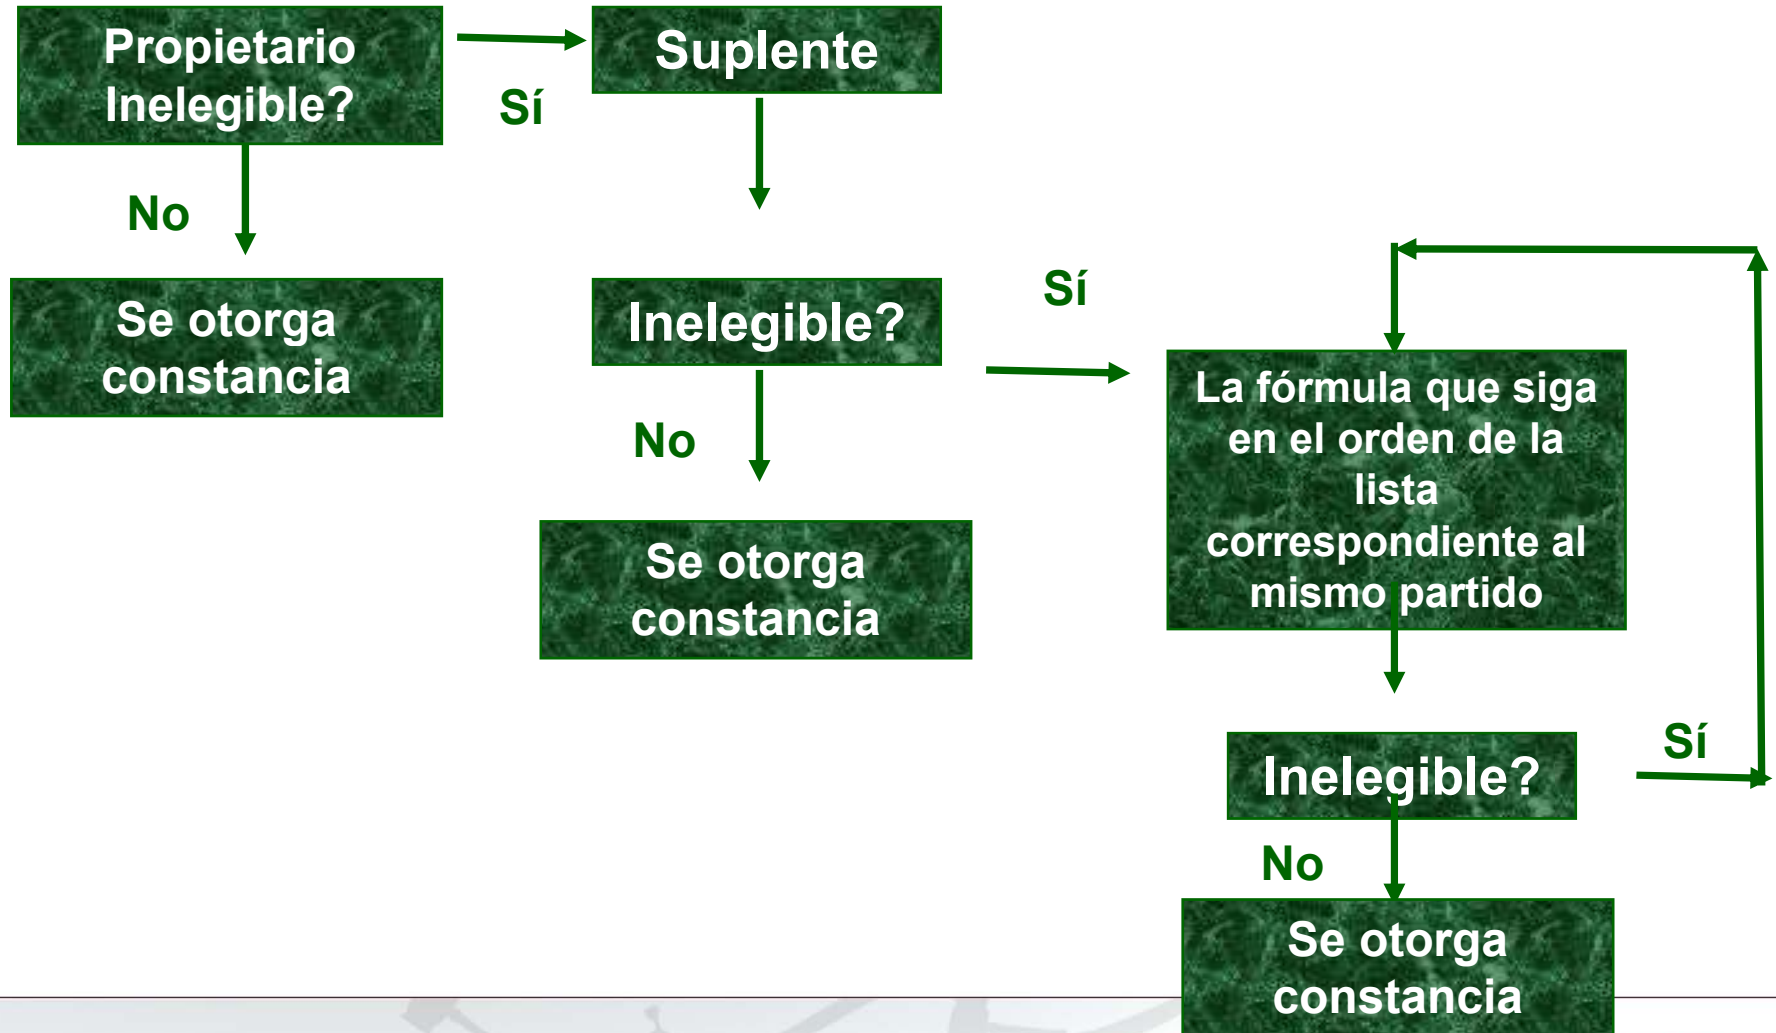 Propietario
Inelegible?
Sí
Suplente
No
Se otorga
constancia
Inelegible?
Sí
No
Se otorga
constancia
La fórmula que siga
en el orden de la
lista
correspondiente al
mismo partido
Inelegible?
Sí
No
Se otorga
constancia